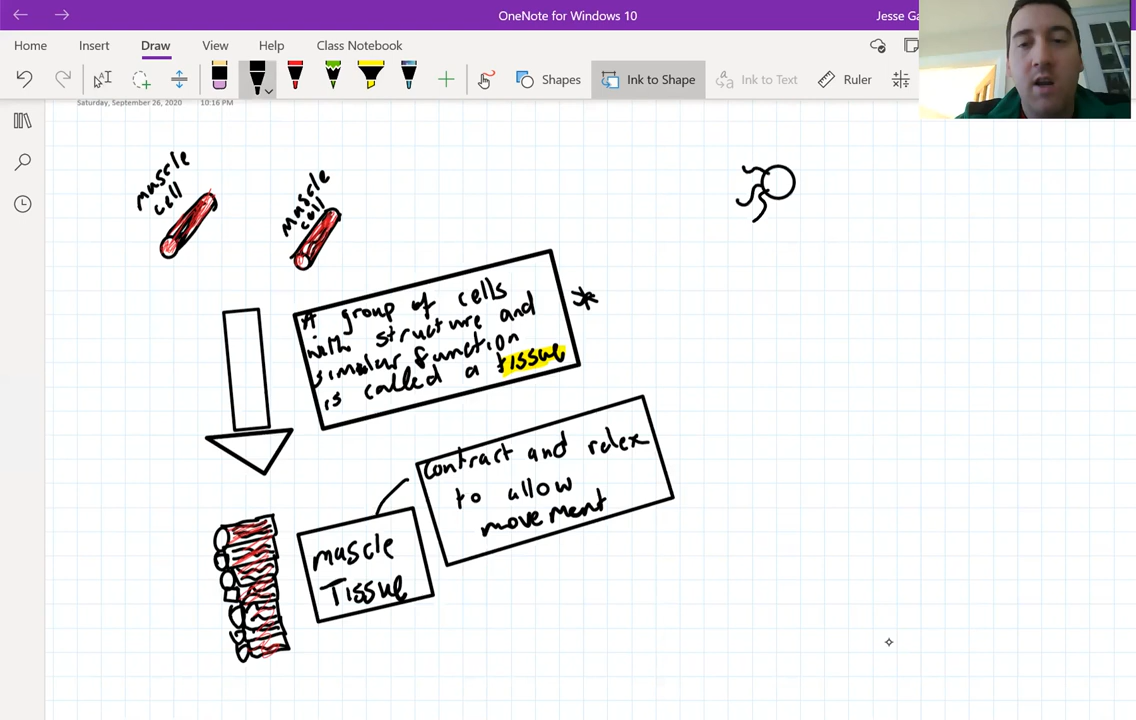 OneNote for Windows 10
Jesse Ga
Home Insert Draw View Help Class Notebook
Shapes Ink to Shape Ink to Text Ruler
Saturday, September 26, 2020 10:16 PM
muscle
cell
muscle
cell
A group of cells
with structure and
similar function
is called a tissue
*
contract and relax
to allow
movement
muscle
Tissue